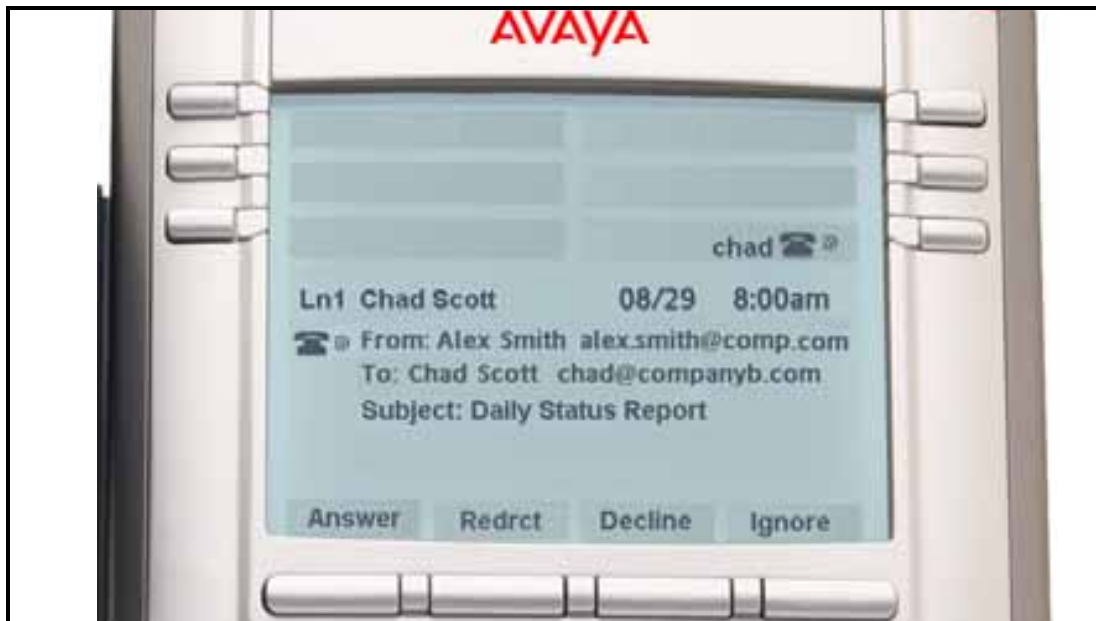 AVAYA
chad
Ln1 Chad Scott 08/29 8:00am
From: Alex Smith alex.smith@comp.com
To: Chad Scott chad@companyb.com
Subject: Daily Status Report
Answer Redrct Decline Ignore